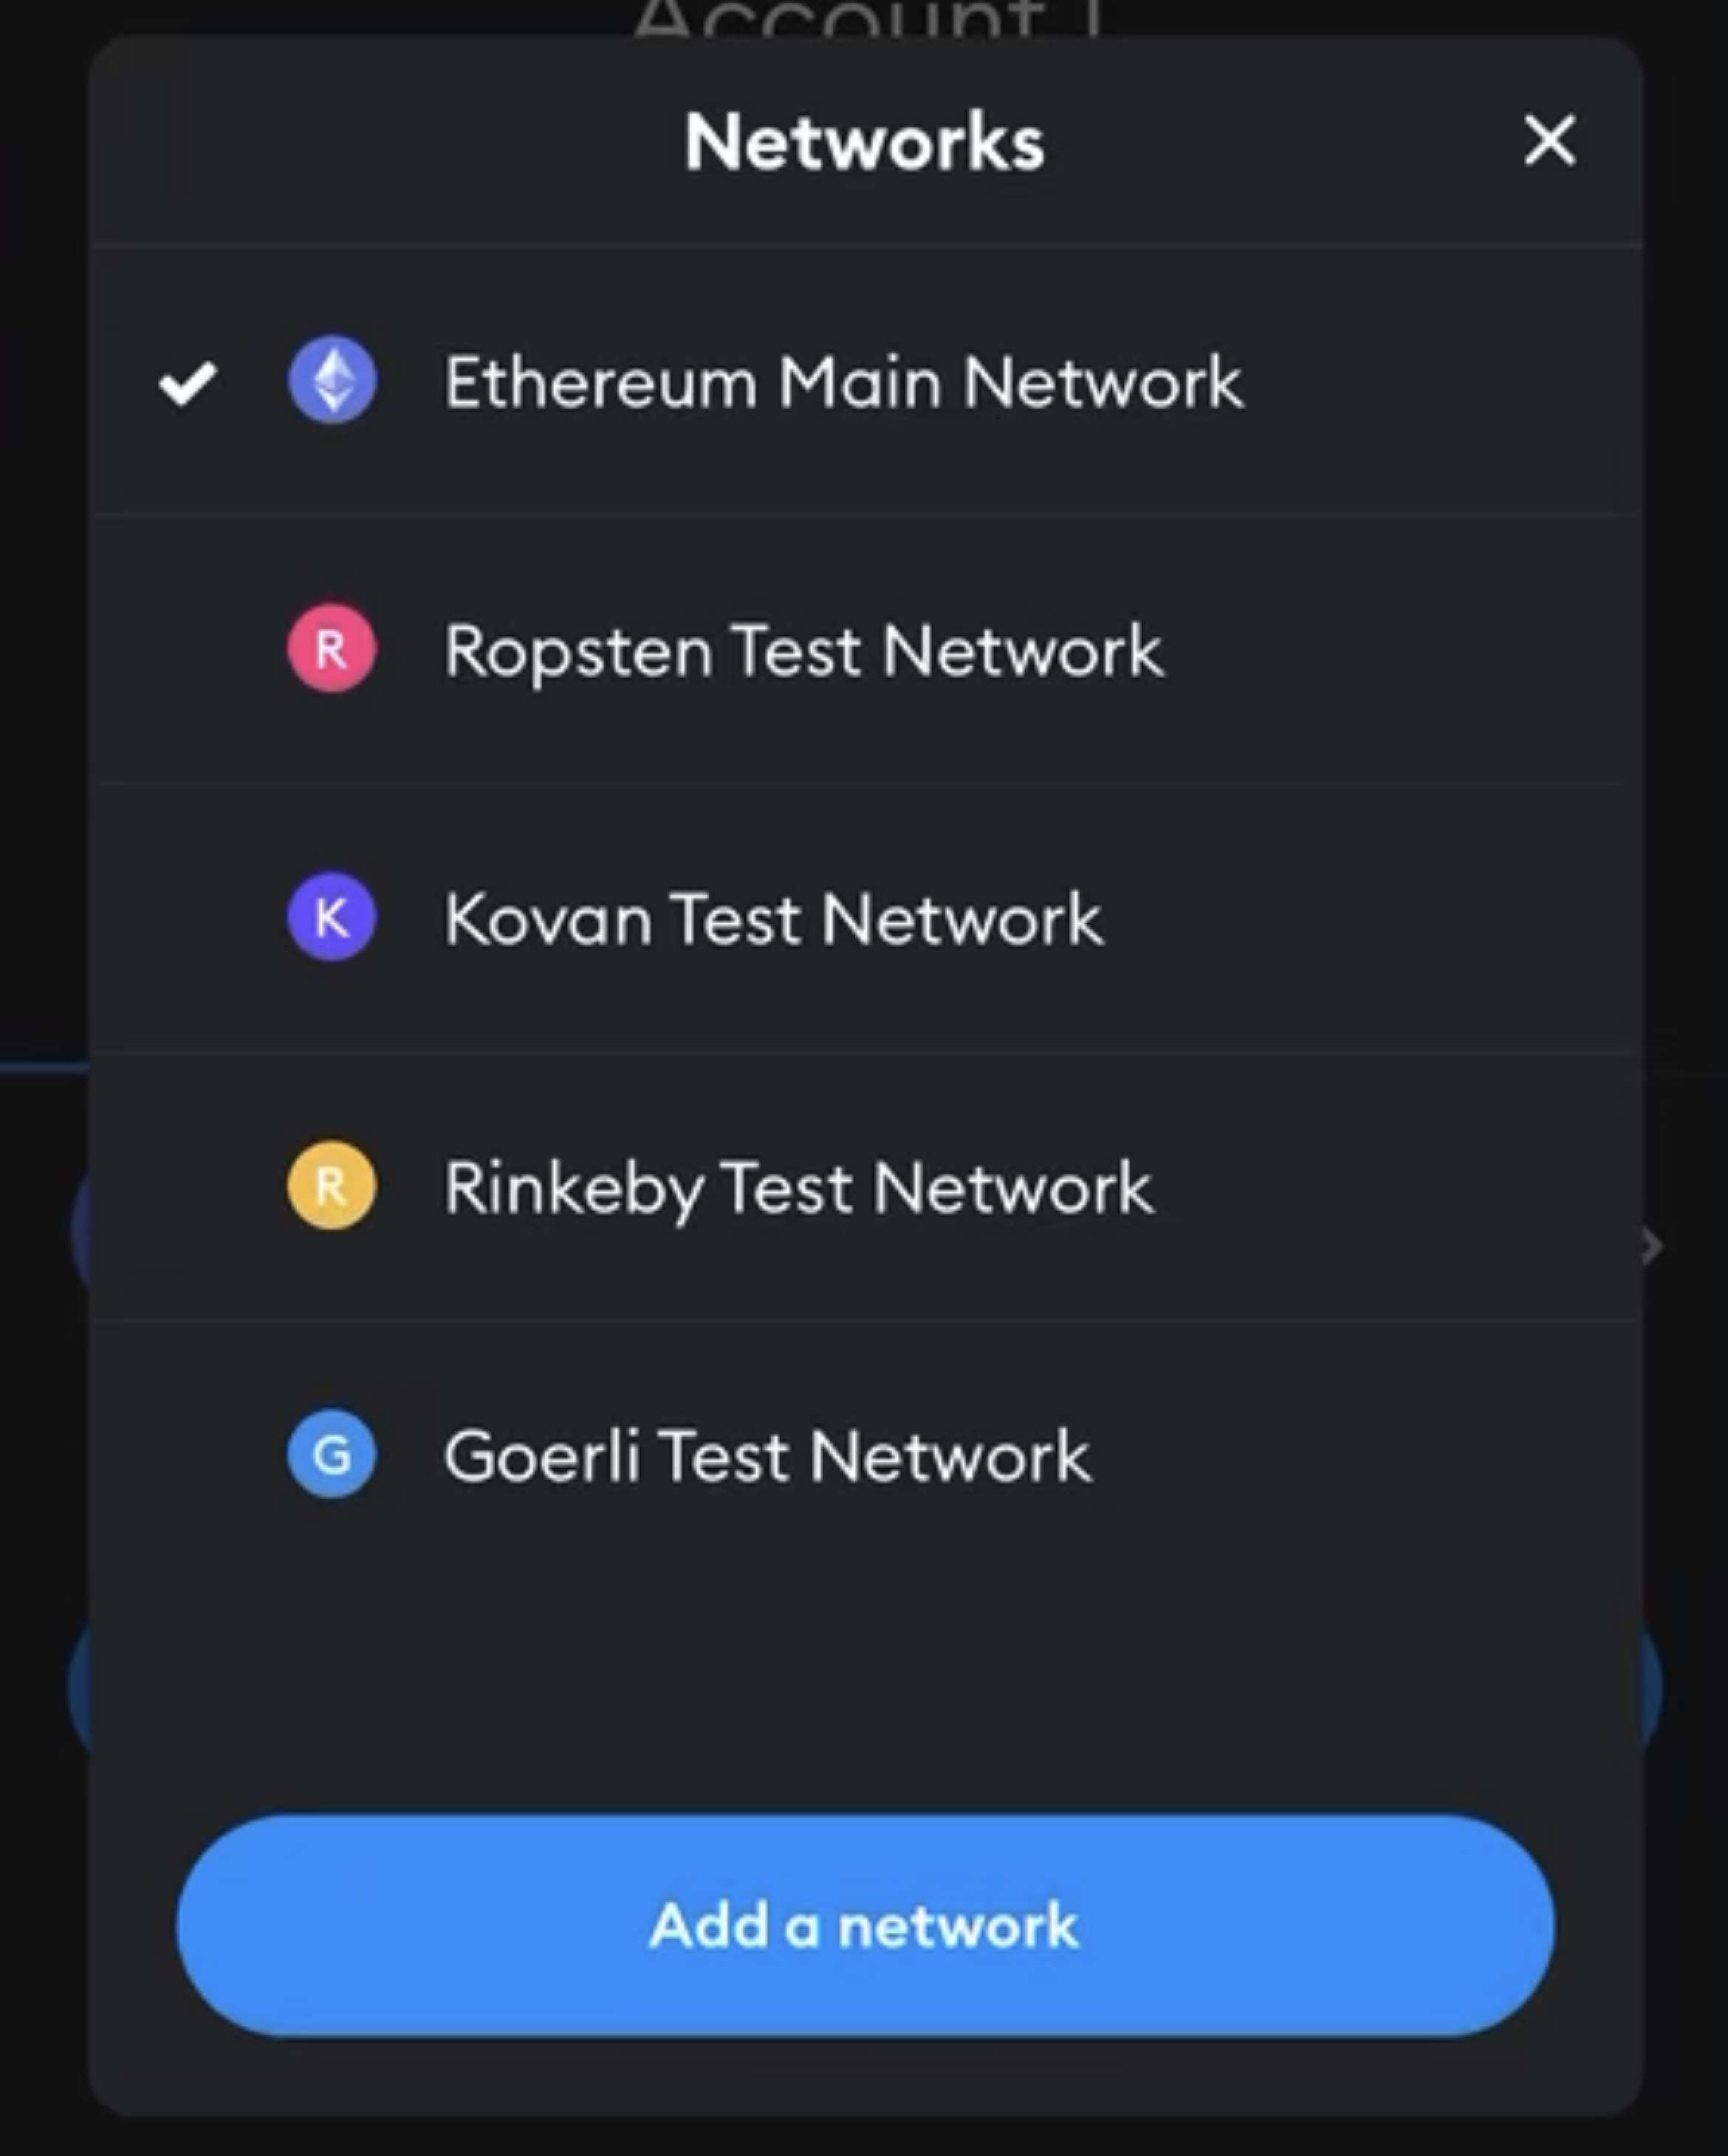 Account 1
Networks
Ethereum Main Network
R Ropsten Test Network
K Kovan Test Network
R Rinkeby Test Network
G Goerli Test Network
Add a network